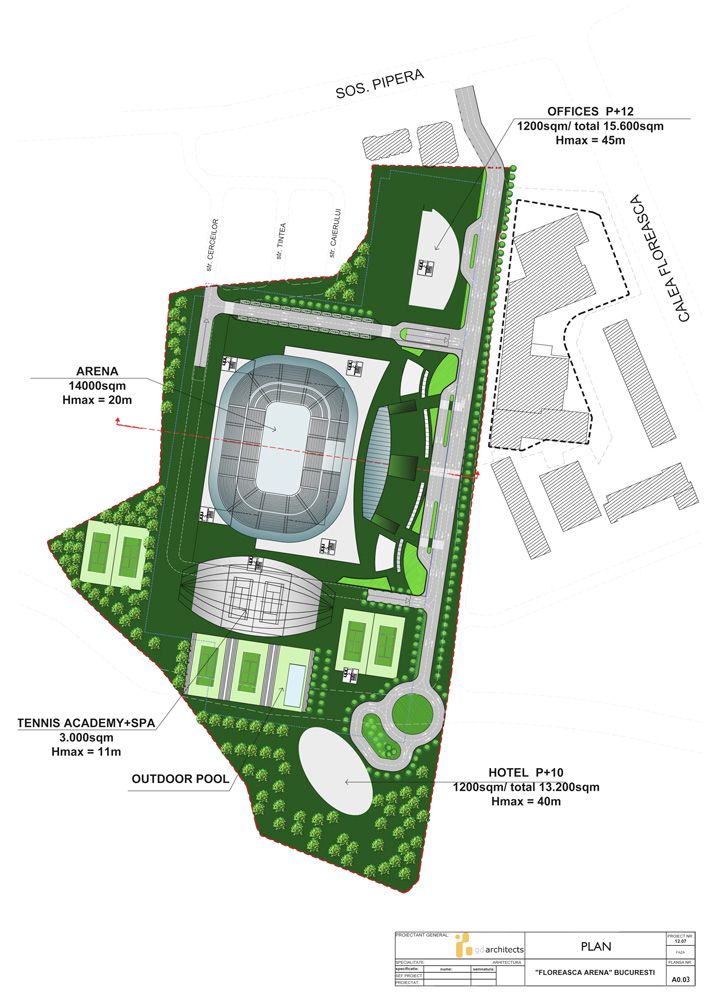 SOS. PIPERA
OFFICES P+12
1200sqm/ total 15.600sqm
Hmax = 45m
CALEA FLOREASCA
str. CERCEILOR
str. TINTEA
str. CAIERULUI
ARENA
14000sqm
Hmax = 20m
TENNIS ACADEMY+SPA
3.000sqm
Hmax = 11m
OUTDOOR POOL
HOTEL P+10
1200sqm/ total 13.200sqm
Hmax = 40m
PROIECTANT GENERAL:
gdarchitects
PLAN
PROIECT NR.
12.07
FAZA
SPECIALITATE:
ARHITECTURA
specificatie:
nume:
semnatura:
SEF PROIECT
PROIECTAT
"FLOREASCA ARENA" BUCURESTI
PLANSA NR.
A0.03